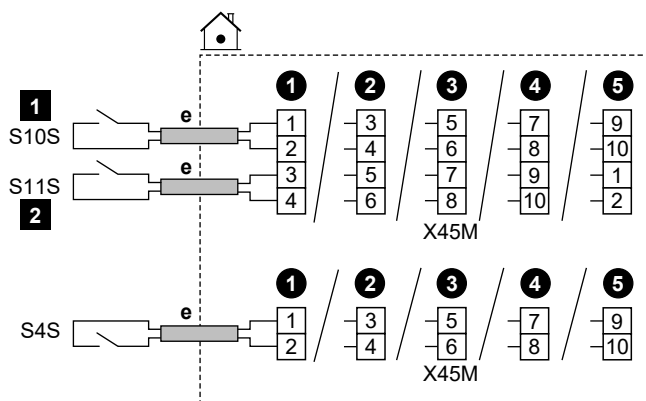 1 2 3 4 5
1
e
S10S
1 3 5 7 9
2 4 6 8 10
e
S11S
3 5 7 9 1
4 6 8 10 2
2
X45M
1 2 3 4 5
e
S4S
1 3 5 7 9
2 4 6 8 10
X45M